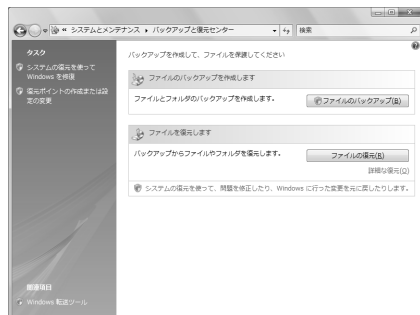 « システムとメンテナンス ▸ バックアップと復元センター
検索
タスク
システムの復元を使って
Windows を修復
復元ポイントの作成または設
定の変更
関連項目
Windows 転送ツール
バックアップを作成して、ファイルを保護してください
ファイルのバックアップを作成します
ファイルとフォルダのバックアップを作成します。
ファイルのバックアップ(B)
ファイルを復元します
バックアップからファイルやフォルダを復元します。
ファイルの復元(R)
詳細な復元(O)
システムの復元を使って、問題を修正したり、Windows に行った変更を元に戻したりします。